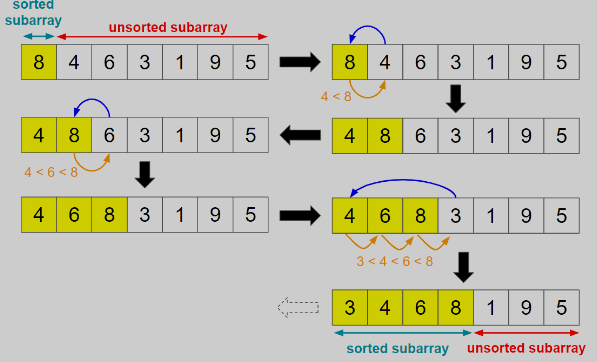 sorted
subarray
unsorted subarray
8 4 6 3 1 9 5
8 4 6 3 1 9 5
4 < 8
4 8 6 3 1 9 5
4 < 6 < 8
4 8 6 3 1 9 5
4 6 8 3 1 9 5
4 6 8 3 1 9 5
3 < 4 < 6 < 8
3 4 6 8 1 9 5
sorted subarray
unsorted subarray